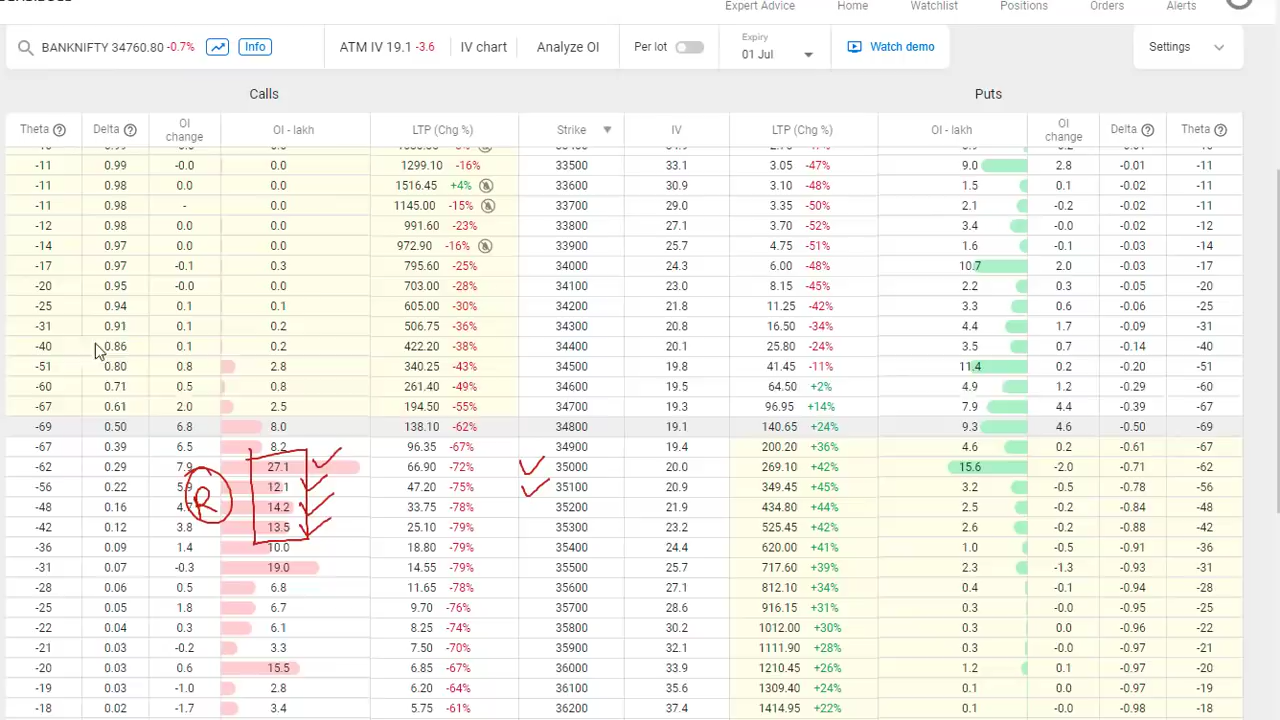 Expert Advice Home Watchlist Positions Orders Alerts
BANKNIFTY 34760.80 -0.7% Info ATM IV 19.1 -3.6 IV chart Analyze OI Per lot Expiry 01 Jul Watch demo Settings
Calls Puts
Theta Delta OI change OI - lakh LTP (Chg %) Strike IV LTP (Chg %) OI - lakh OI change Delta Theta
-11 0.99 -0.0 0.0 1299.10 -16% 33500 33.1 3.05 -47% 9.0 2.8 -0.01 -11
-11 0.98 0.0 0.0 1516.45 +4% 33600 30.9 3.10 -48% 1.5 0.1 -0.02 -11
-11 0.98 - 0.0 1145.00 -15% 33700 29.0 3.35 -50% 2.1 -0.2 -0.02 -11
-12 0.98 0.0 0.0 991.60 -23% 33800 27.1 3.70 -52% 3.4 -0.0 -0.02 -12
-14 0.97 0.0 0.0 972.90 -16% 33900 25.7 4.75 -51% 1.6 -0.1 -0.03 -14
-17 0.97 -0.1 0.3 795.60 -25% 34000 24.3 6.00 -48% 10.7 2.0 -0.03 -17
-20 0.95 -0.0 0.0 703.00 -28% 34100 23.0 8.15 -45% 2.2 0.3 -0.05 -20
-25 0.94 0.1 0.1 605.00 -30% 34200 21.8 11.25 -42% 3.3 0.6 -0.06 -25
-31 0.91 0.1 0.2 506.75 -36% 34300 20.8 16.50 -34% 4.4 1.7 -0.09 -31
-40 0.86 0.1 0.2 422.20 -38% 34400 20.1 25.80 -24% 3.5 0.7 -0.14 -40
-51 0.80 0.8 2.8 340.25 -43% 34500 19.8 41.45 -11% 11.4 0.2 -0.20 -51
-60 0.71 0.5 0.8 261.40 -49% 34600 19.5 64.50 +2% 4.9 1.2 -0.29 -60
-67 0.61 2.0 2.5 194.50 -55% 34700 19.3 96.95 +14% 7.9 4.4 -0.39 -67
-69 0.50 6.8 8.0 138.10 -62% 34800 19.1 140.65 +24% 9.3 4.6 -0.50 -69
-67 0.39 6.5 8.2 96.35 -67% 34900 19.4 200.20 +36% 4.6 0.2 -0.61 -67
-62 0.29 7.9 27.1 66.90 -72% 35000 20.0 269.10 +42% 15.6 -2.0 -0.71 -62
-56 0.22 5.9 12.1 47.20 -75% 35100 20.9 349.45 +45% 3.2 -0.5 -0.78 -56
R
-48 0.16 14.2 33.75 -78% 35200 21.9 434.80 +44% 2.5 -0.2 -0.84 -48
-42 0.12 3.8 13.5 25.10 -79% 35300 23.2 525.45 +42% 2.6 -0.2 -0.88 -42
-36 0.09 1.4 10.0 18.80 -79% 35400 24.4 620.00 +41% 1.0 -0.5 -0.91 -36
-31 0.07 -0.3 19.0 14.55 -79% 35500 25.7 717.60 +39% 2.3 -1.3 -0.93 -31
-28 0.06 0.5 6.8 11.65 -78% 35600 27.1 812.10 +34% 0.4 -0.1 -0.94 -28
-25 0.05 1.8 6.7 9.70 -76% 35700 28.6 916.15 +31% 0.3 -0.0 -0.95 -25
-22 0.04 0.3 6.1 8.25 -74% 35800 30.2 1012.00 +30% 0.3 -0.0 -0.96 -22
-21 0.03 -0.2 3.3 7.50 -70% 35900 32.1 1111.90 +28% 0.3 -0.0 -0.97 -21
-20 0.03 0.6 15.5 6.85 -67% 36000 33.9 1210.45 +26% 1.2 0.1 -0.97 -20
-19 0.03 -1.0 2.8 6.20 -64% 36100 35.6 1309.40 +24% 0.1 0.0 -0.97 -19
-18 0.02 -1.7 3.4 5.75 -61% 36200 37.4 1414.95 +22% 0.1 -0.0 -0.98 -18